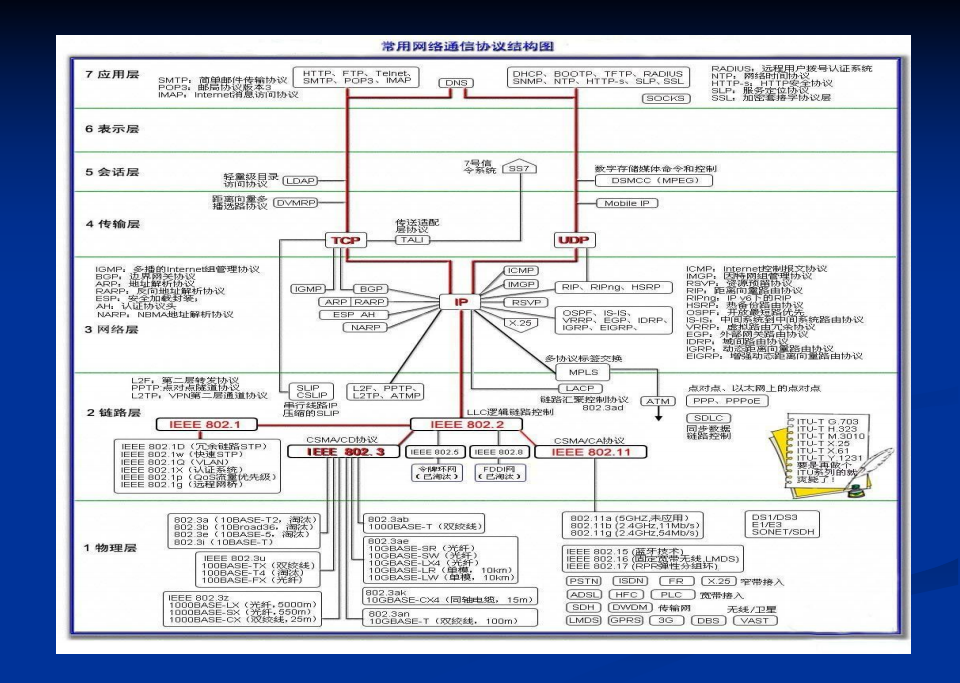 常用网络通信协议结构图
7 应用层
SMTP：简单邮件传输协议
POP3：邮局协议版本3
IMAP：Internet消息访问协议
HTTP、FTP、Telnet、
SMTP、POP3、IMAP
DNS
DHCP、BOOTP、TFTP、RADIUS
SNMP、NTP、HTTP-s、SLP、SSL
SOCKS
RADIUS：远程用户拨号认证系统
NTP：网络时间协议
HTTP-s：HTTP安全协议
SLP：服务定位协议
SSL：加密套接字协议层
6 表示层
5 会话层
轻量级目录
访问协议
LDAP
7号信
令系统
SS7
数字存储媒体命令和控制
DSMCC（MPEG）
4 传输层
距离向量多
播选路协议
DVMRP
传送适配
层协议
TCP
TALI
UDP
Mobile IP
IGMP：多播的Internet组管理协议
BGP：边界网关协议
ARP：地址解析协议
RARP：反向地址解析协议
ESP：安全加载封装；
AH：认证协议头
NARP：NBMA地址解析协议
3 网络层
IGMP
BGP
ARP
RARP
ESP AH
NARP
IP
ICMP
IMGP
RSVP
X.25
RIP、RIPng、HSRP
OSPF、IS-IS、
VRRP、EGP、IDRP、
IGRP、EIGRP、
ICMP：Internet控制报文协议
IMGP：因特网组管理协议
RSVP：资源预留协议
RIP：距离向量路由协议
RIPng：IP v6下的RIP
HSRP：热备份路由协议
OSPF：开放最短路优先
IS-IS：中间系统到中间系统路由协议
VRRP：虚拟路由冗余协议
EGP：外部网关路由协议
IDRP：域间路由协议
IGRP：动态距离向量路由协议
EIGRP：增强动态距离向量路由协议
多协议标签交换
MPLS
2 链路层
L2F：第二层转发协议
PPTP:点对点隧道协议
L2TP：VPN第二层通道协议
SLIP
CSLIP
串行线路IP
压缩的SLIP
L2F、PPTP、
L2TP、ATMP
LACP
链路汇聚控制协议
802.3ad
ATM
点对点、以太网上的点对点
PPP、PPPoE
SDLC
同步数据
链路控制
LLC逻辑链路控制
IEEE 802.1
IEEE 802.2
IEEE 802.1D（冗余链路STP）
IEEE 802.1w（快速STP）
IEEE 802.1Q（VLAN）
IEEE 802.1X（认证系统）
IEEE 802.1p（QoS流量优先级）
IEEE 802.1g（远程网桥）
CSMA/CD协议
IEEE 802.3
IEEE 802.5
IEEE 802.8
令牌环网
（已淘汰）
FDDI网
（已淘汰）
CSMA/CA协议
IEEE 802.11
ITU-T G.703
ITU-T H.323
ITU-T M.3010
ITU-T X.25
ITU-T X.61
ITU-T Y.1231
要是再做个
ITU系列的就
了！
1 物理层
802.3a（10BASE-T2，淘汰）
802.3b（10Broad36，淘汰）
802.3e（10BASE-5，淘汰）
802.3i（10BASE-T）
IEEE 802.3u
100BASE-TX（双绞线）
100BASE-T4（淘汰）
100BASE-FX（光纤）
IEEE 802.3z
1000BASE-LX（光纤，5000m）
1000BASE-SX（光纤，550m）
1000BASE-CX（双绞线，25m）
802.3ab
1000BASE-T（双绞线）
802.3ae
10GBASE-SR（光纤）
10GBASE-SW（光纤）
10GBASE-LX4（光纤）
10GBASE-LR（单模，10km）
10GBASE-LW（单模，10km）
802.3ak
10GBASE-CX4（同轴电缆，15m）
802.3an
10GBASE-T（双绞线，100m）
802.11a（5GHZ,未应用）
802.11b（2.4GHz,11Mb/s）
802.11g（2.4GHz,54Mb/s）
DS1/DS3
E1/E3
SONET/SDH
IEEE 802.15 (蓝牙技术)
IEEE 802.16 (固定宽带无线,LMDS)
IEEE 802.17 (RPR弹性分组环)
PSTN ISDN FR X.25 窄带接入
ADSL HFC PLC 宽带接入
SDH DWDM 传输网 无线/卫星
LMDS GPRS 3G DBS VAST